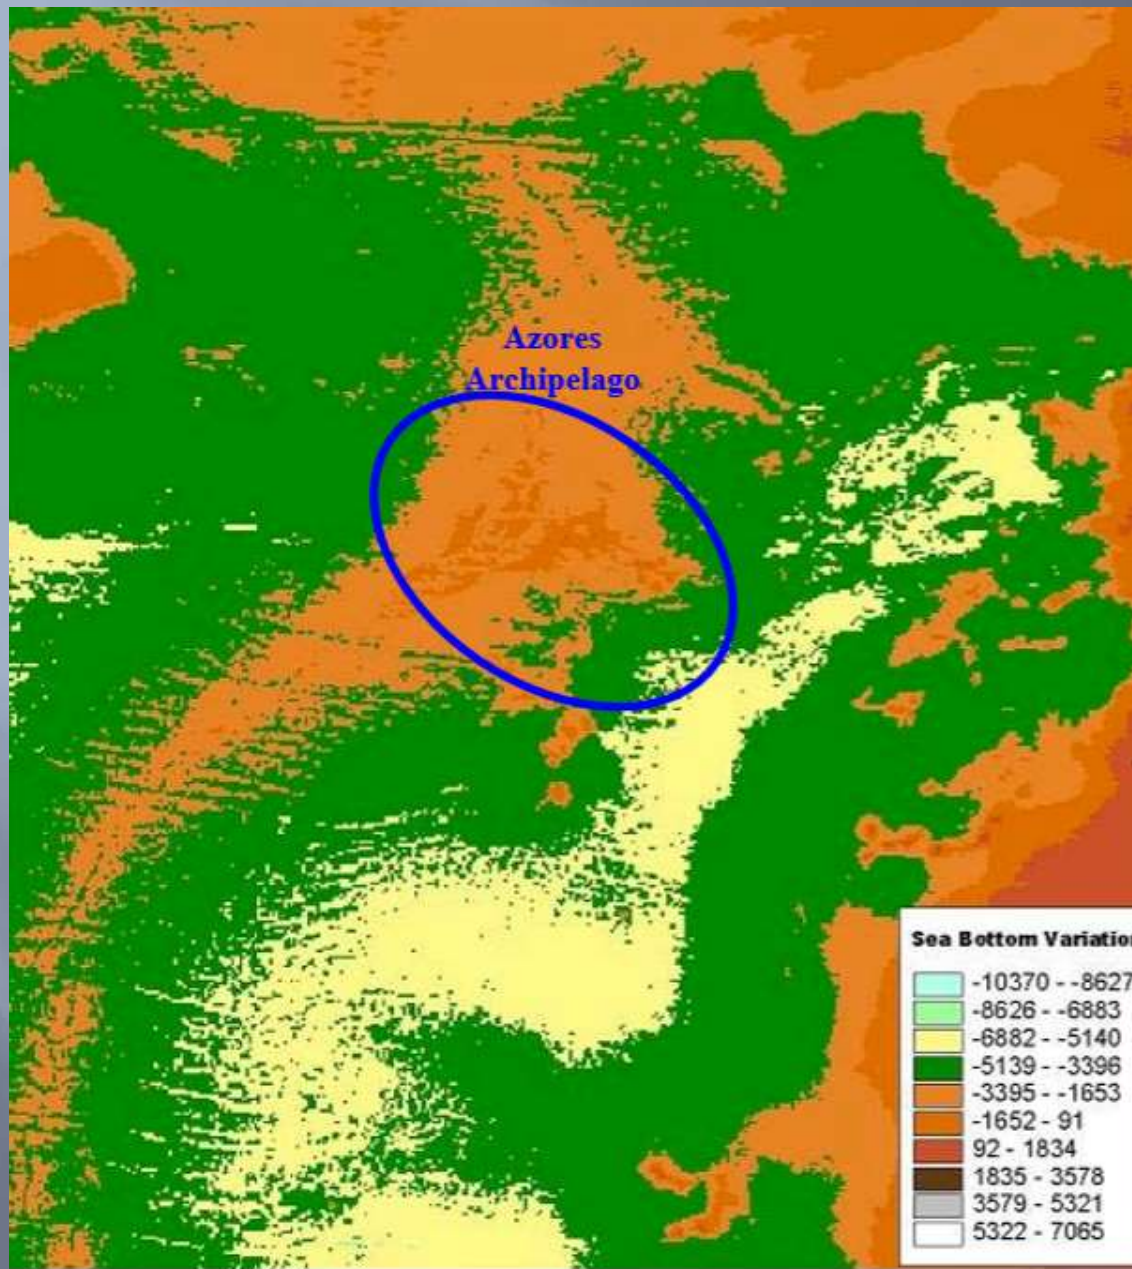 Azores
Archipelago
Sea Bottom Variation
-10370 - -8627
-8626 - -6883
-6882 - -5140
-5139 - -3396
-3395 - -1653
-1652 - 91
92 - 1834
1835 - 3578
3579 - 5321
5322 - 7065